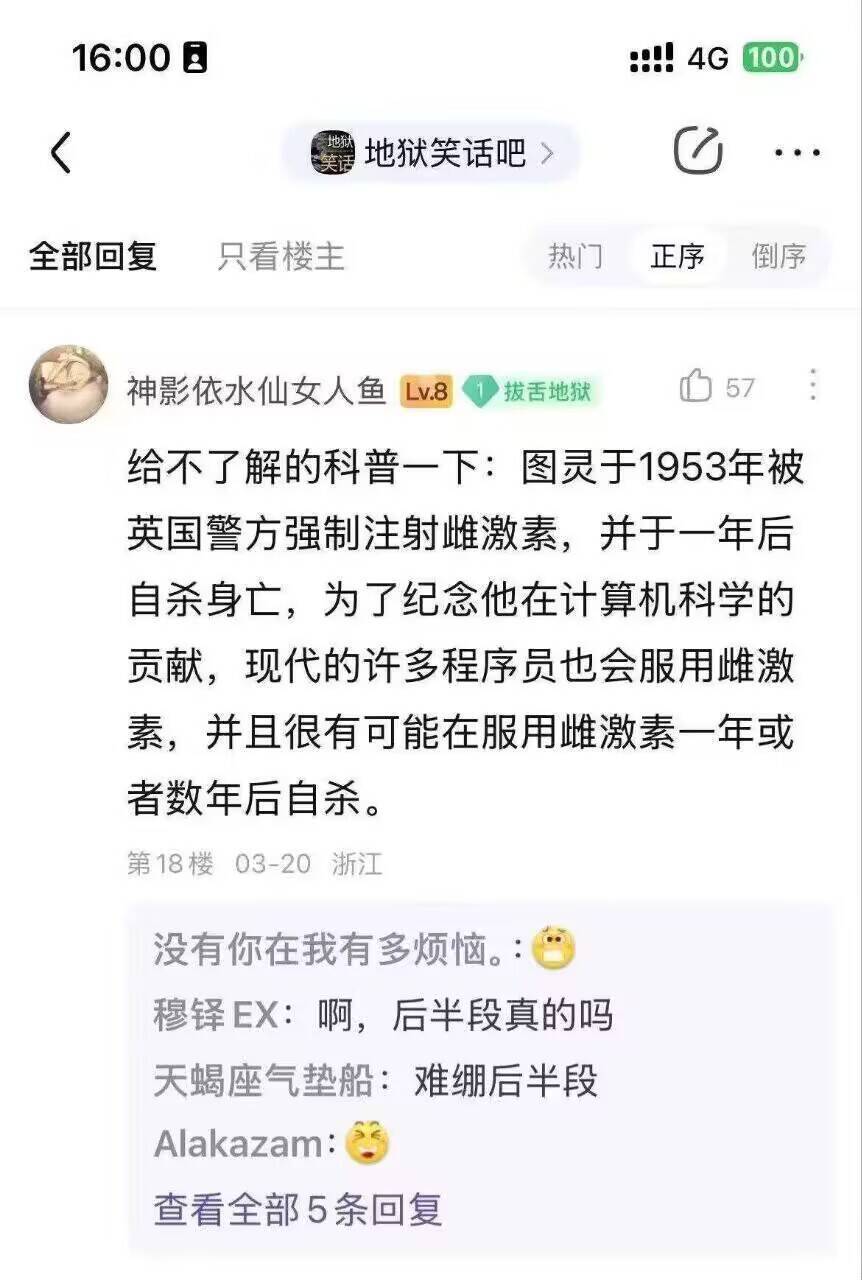 16:00 4G 100
地狱笑话
地狱笑话吧
全部回复 只看楼主 热门 正序 倒序
神影依水仙女人鱼 Lv.8 1 拔舌地狱 57
给不了解的科普一下：图灵于1953年被
英国警方强制注射雌激素，并于一年后
自杀身亡，为了纪念他在计算机科学的
贡献，现代的许多程序员也会服用雌激
素，并且很有可能在服用雌激素一年或
者数年后自杀。
第18楼 03-20 浙江
没有你在我有多烦恼。:
穆铎EX：啊，后半段真的吗
天蝎座气垫船：难绷后半段
Alakazam:
查看全部5条回复